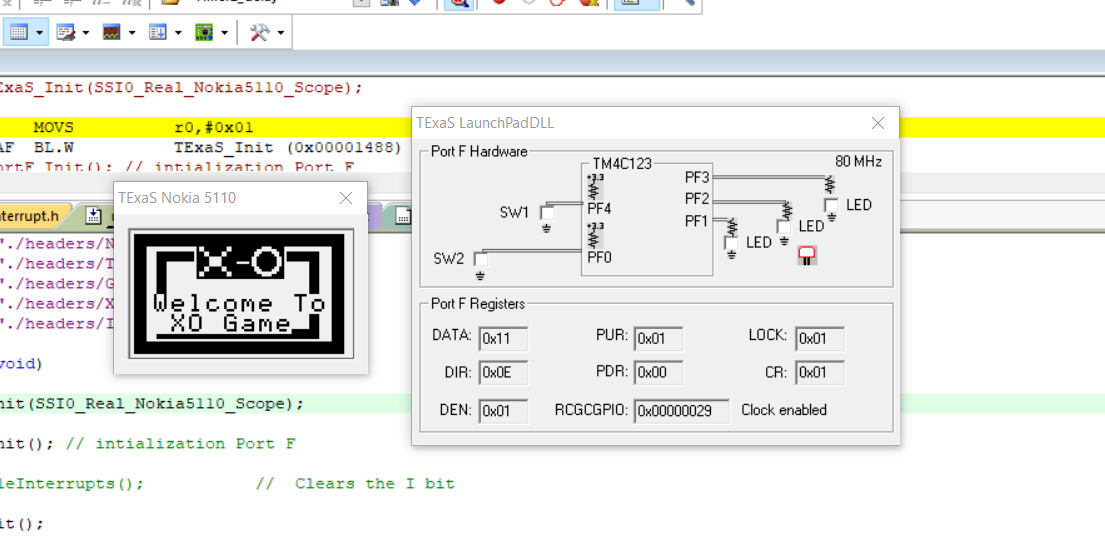 ExaS_Init(SSI0_Real_Nokia5110_Scope);
MOVS r0,#0x01
AF BL.W TExaS_Init (0x00001488)
ortF Init(); // intialization Port F
TExaS Nokia 5110
nterrupt.h
"./headers/N
"./headers/T
"./headers/G
"./headers/X
"./headers/I
X-O
Welcome To
XO Game
void)
nit(SSI0_Real_Nokia5110_Scope);
nit(); // intialization Port F
leInterrupts(); // Clears the I bit
it();
TExaS LaunchPadDLL
Port F Hardware
TM4C123
80 MHz
+3.3
PF3
PF2
PF1
SW1
PF4
+3.3
SW2
PF0
LED
LED
LED
Port F Registers
DATA: 0x11 PUR: 0x01 LOCK: 0x01
DIR: 0x0E PDR: 0x00 CR: 0x01
DEN: 0x01 RCGCGPIO: 0x00000029 Clock enabled